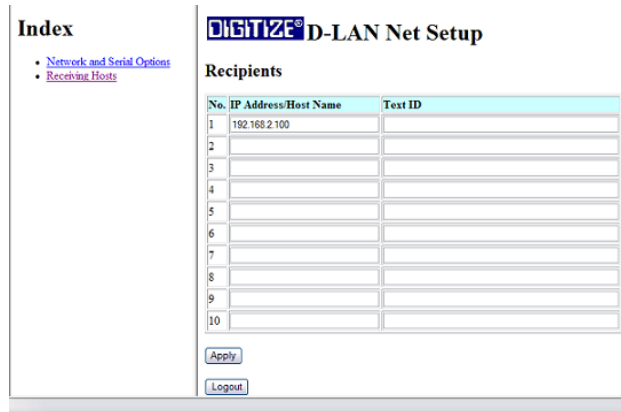 Index
Network and Serial Options
Receiving Hosts
DIGITIZE® D-LAN Net Setup
Recipients
No. IP Address/Host Name Text ID
1 192.168.2.100
2
3
4
5
6
7
8
9
10
Apply
Logout